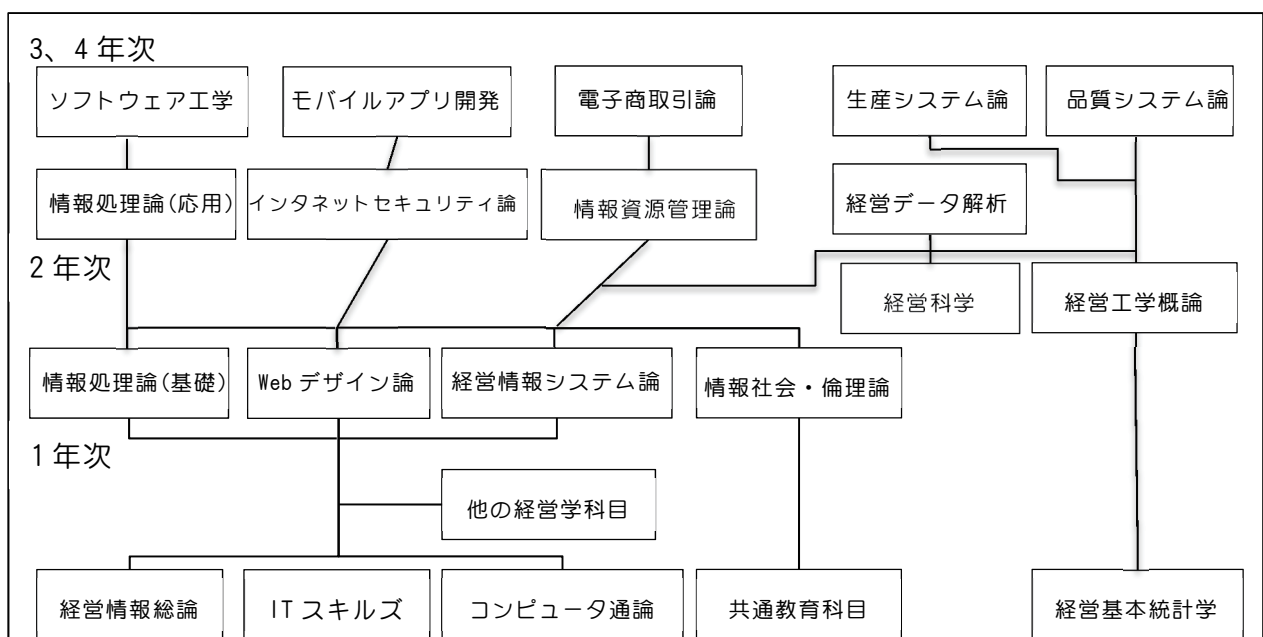 3、4年次
ソフトウェア工学
モバイルアプリ開発
電子商取引論
生産システム論
品質システム論
情報処理論(応用)
インタネットセキュリティ論
情報資源管理論
経営データ解析
2年次
経営科学
経営工学概論
情報処理論(基礎)
Webデザイン論
経営情報システム論
情報社会・倫理論
1年次
他の経営学科目
経営情報総論
ITスキルズ
コンピュータ通論
共通教育科目
経営基本統計学